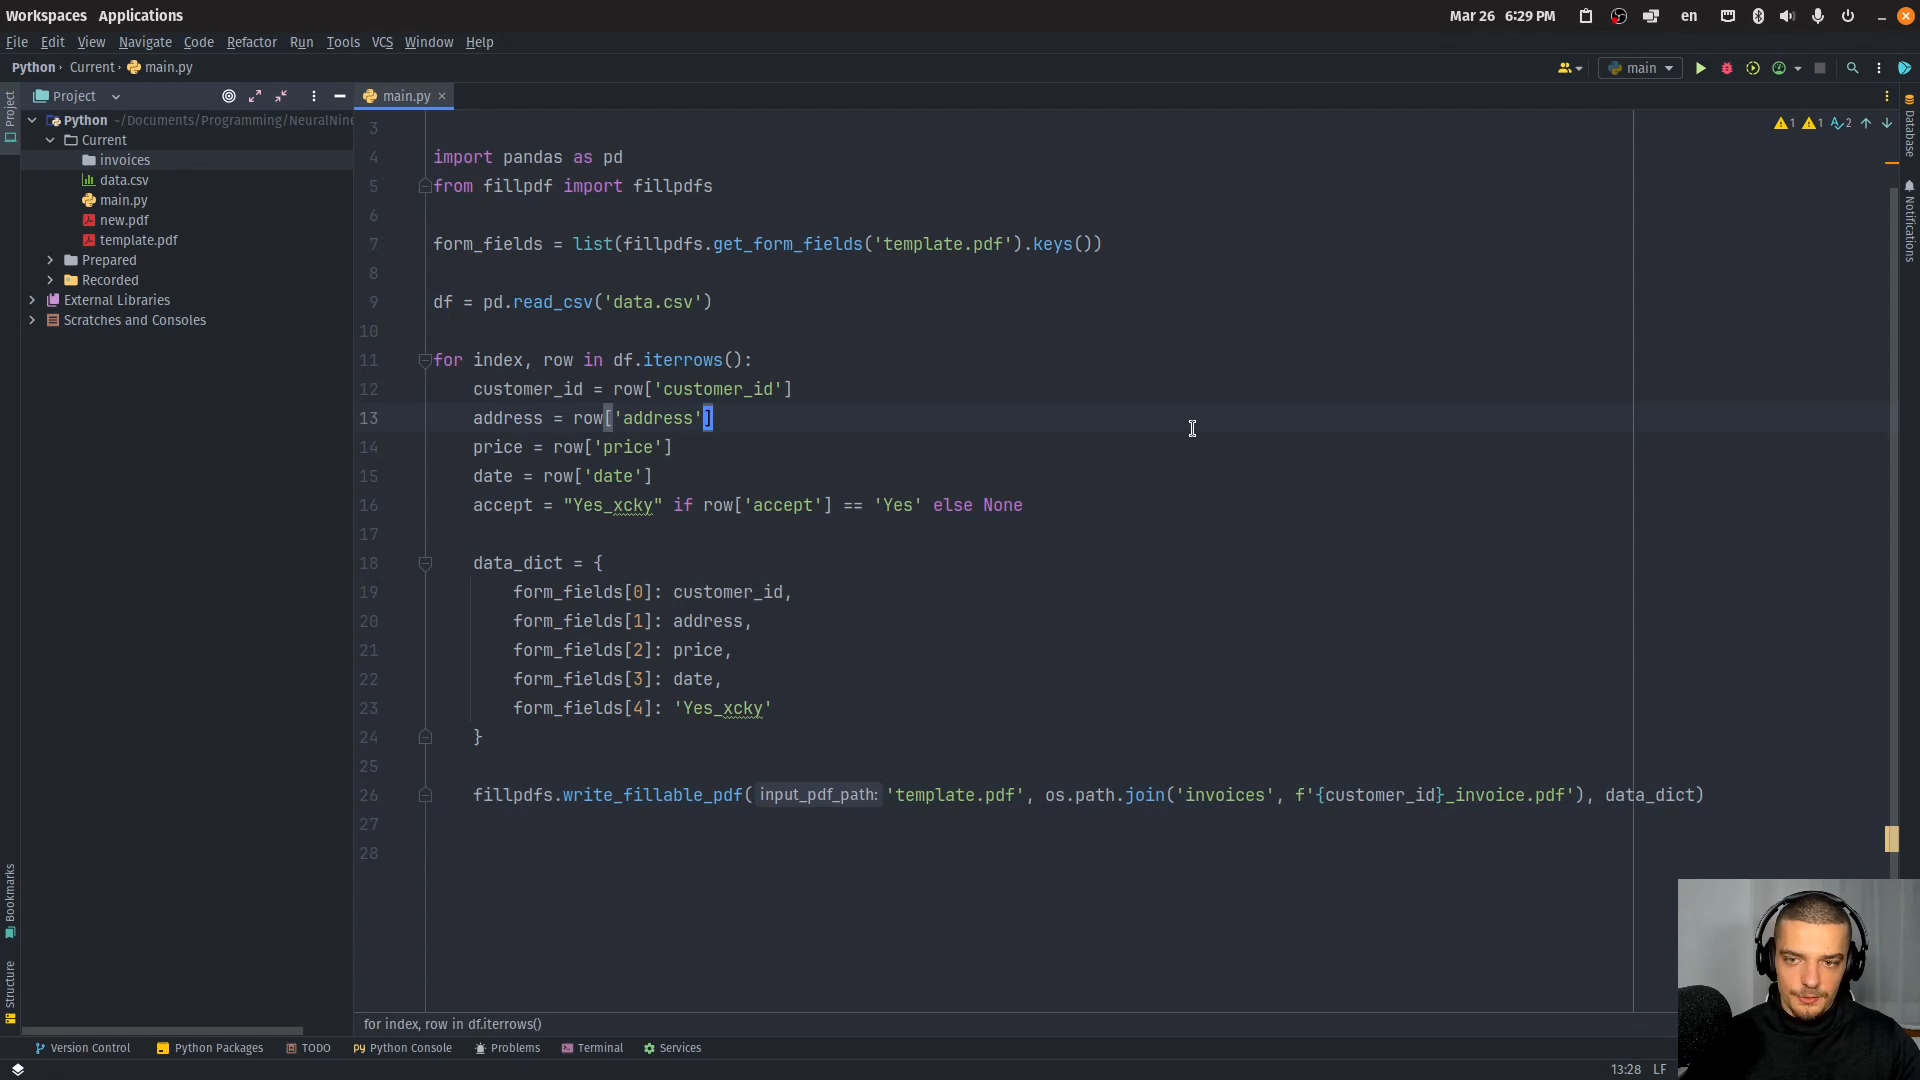 Workspaces Applications
Mar 26 6:29 PM
en
File Edit View Navigate Code Refactor Run Tools VCS Window Help
Python Current main.py
main
Project
main.py
Project
Python ~/Documents/Programming/NeuralNine
Current
invoices
data.csv
main.py
new.pdf
template.pdf
Prepared
Recorded
External Libraries
Scratches and Consoles
1 1 2
Database
Notifications
3
4 import pandas as pd
5 from fillpdf import fillpdfs
6
7 form_fields = list(fillpdfs.get_form_fields('template.pdf').keys())
8
9 df = pd.read_csv('data.csv')
10
11 for index, row in df.iterrows():
12 customer_id = row['customer_id']
13 address = row['address']
14 price = row['price']
15 date = row['date']
16 accept = "Yes_xcky" if row['accept'] == 'Yes' else None
17
18 data_dict = {
19 form_fields[0]: customer_id,
20 form_fields[1]: address,
21 form_fields[2]: price,
22 form_fields[3]: date,
23 form_fields[4]: 'Yes_xcky'
24 }
25
26 fillpdfs.write_fillable_pdf( input_pdf_path: 'template.pdf', os.path.join('invoices', f'{customer_id}_invoice.pdf'), data_dict)
27
28
Bookmarks
Structure
for index, row in df.iterrows()
Version Control Python Packages TODO Python Console Problems Terminal Services
13:28 LF